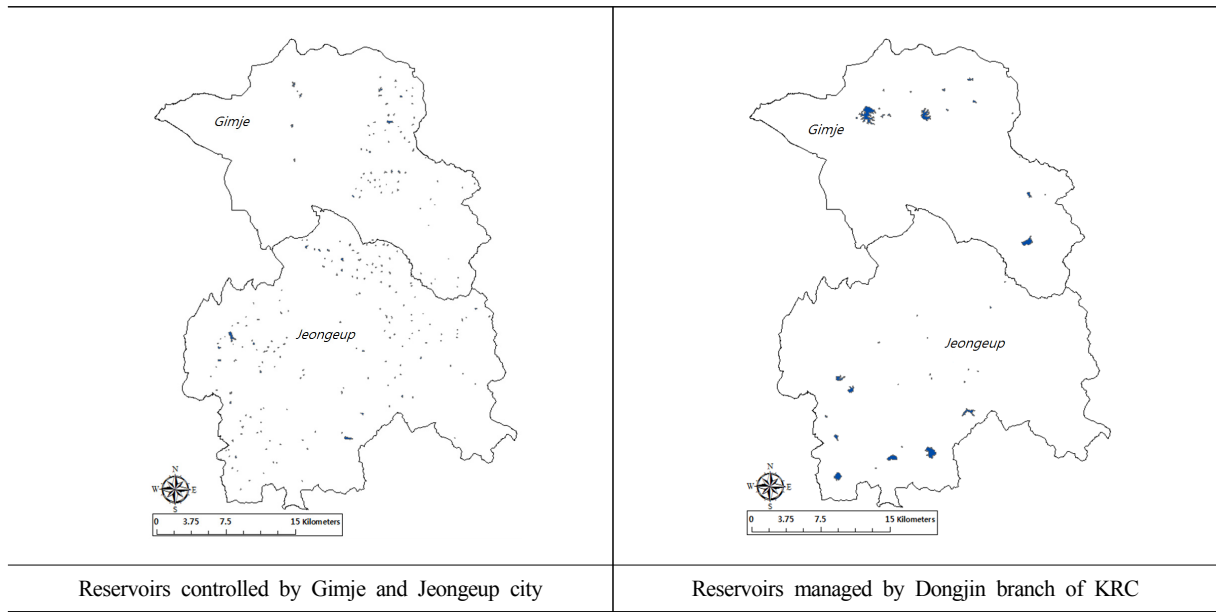 Gimje
Jeongeup
N
W E
S
0 3.75 7.5 15 Kilometers
Reservoirs controlled by Gimje and Jeongeup city
Gimje
Jeongeup
N
W E
S
0 3.75 7.5 15 Kilometers
Reservoirs managed by Dongjin branch of KRC